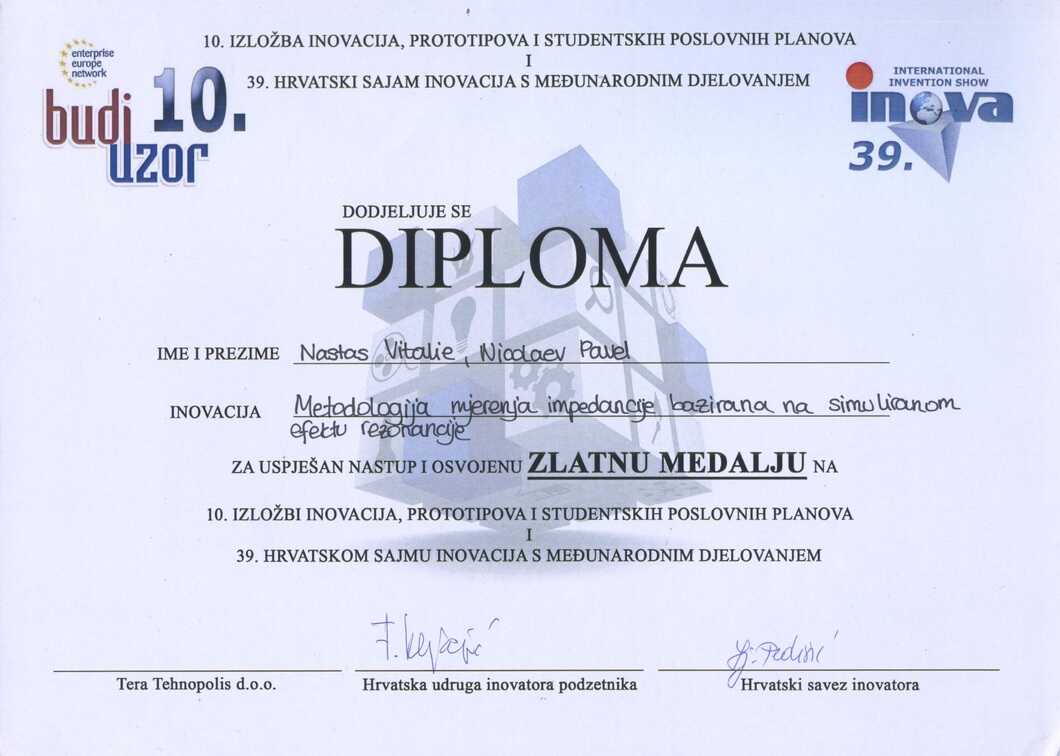 10. IZLOŽBA INOVACIJA, PROTOTIPOVA I STUDENTSKIH POSLOVNIH PLANOVA
I
39. HRVATSKI SAJAM INOVACIJA S MEĐUNARODNIM DJELOVANJEM
enterprise
europe
network
budi 10.
uzor
INTERNATIONAL
INVENTION SHOW
inova
39.
DODJELJUJE SE
DIPLOMA
IME I PREZIME Nastas Vitalie, Nicolaev Pavel
INOVACIJA Metodologija mjerenja impedancije bazirana na simuliranom
efektu rezonancije
ZA USPJEŠAN NASTUP I OSVOJENU ZLATNU MEDALJU NA
10. IZLOŽBI INOVACIJA, PROTOTIPOVA I STUDENTSKIH POSLOVNIH PLANOVA
I
39. HRVATSKOM SAJMU INOVACIJA S MEĐUNARODNIM DJELOVANJEM
Tera Tehnopolis d.o.o.
Hrvatska udruga inovatora podzetnika
Hrvatski savez inovatora